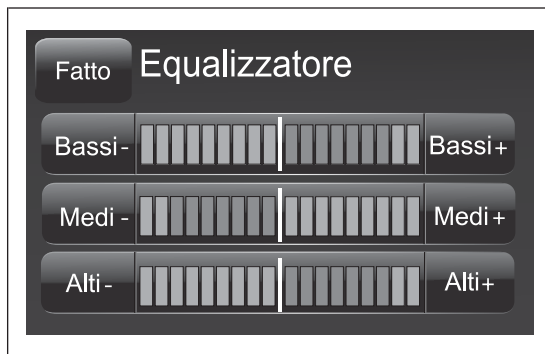 Fatto Equalizzatore
Bassi- Bassi+
Medi - Medi+
Alti- Alti+